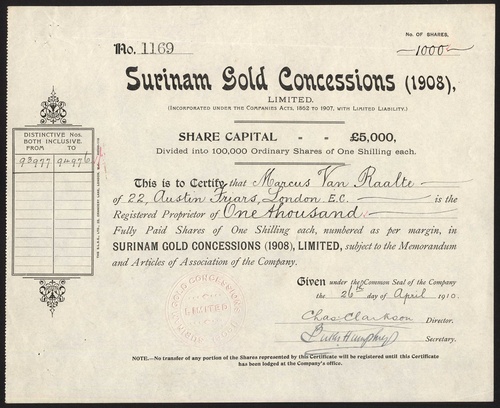 No. OF SHARES,
No. 1169
1000
Surinam Gold Concessions (1908),
LIMITED.
(INCORPORATED UNDER THE COMPANIES ACTS, 1862 TO 1907, WITH LIMITED LIABILITY.)
SHARE CAPITAL - - £5,000,
Divided into 100,000 Ordinary Shares of One Shilling each.
DISTINCTIVE Nos.
BOTH INCLUSIVE.
FROM TO
93977 94976
This is to Certify that Marcus Van Raalte
of 22, Austin Friars, London E.C. is the
Registered Proprietor of One thousand
Fully Paid Shares of One Shilling each, numbered as per margin, in
SURINAM GOLD CONCESSIONS (1908), LIMITED, subject to the Memorandum
and Articles of Association of the Company.
Given under the Common Seal of the Company
the 26th day of April 1910.
SURINAM GOLD CONCESSIONS
LIMITED
Chas. Clarkson Director.
Humphrey Secretary.
NOTE.—No transfer of any portion of the Shares represented by this Certificate will be registered until this Certificate
has been lodged at the Company's office.